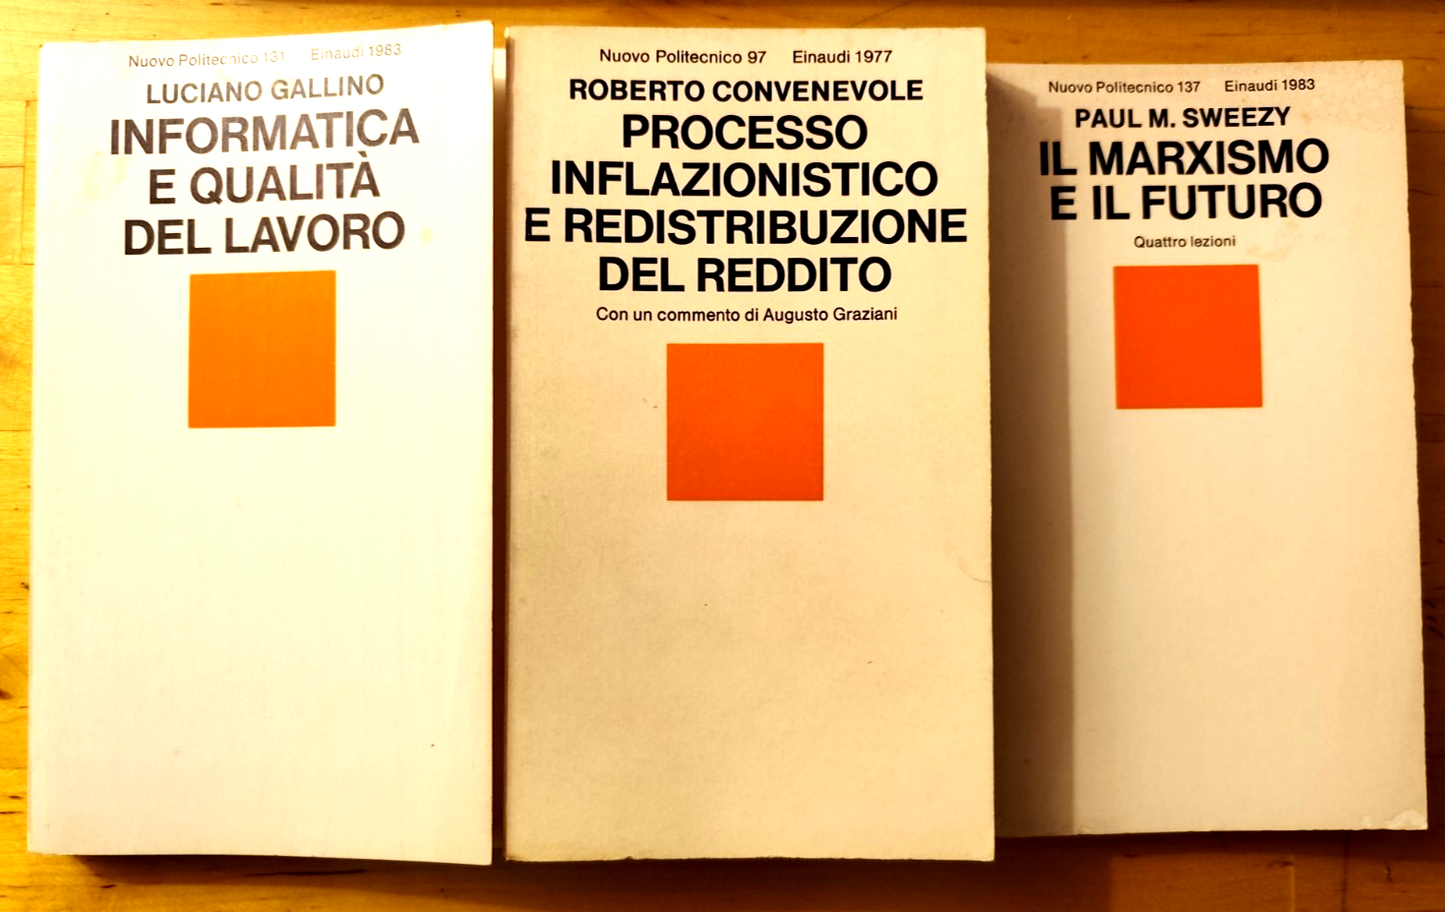 Nuovo Politecnico 131 Einaudi 1983
LUCIANO GALLINO
INFORMATICA
E QUALITÀ
DEL LAVORO
Nuovo Politecnico 97 Einaudi 1977
ROBERTO CONVENEVOLE
PROCESSO
INFLAZIONISTICO
E REDISTRIBUZIONE
DEL REDDITO
Con un commento di Augusto Graziani
Nuovo Politecnico 137 Einaudi 1983
PAUL M. SWEEZY
IL MARXISMO
E IL FUTURO
Quattro lezioni